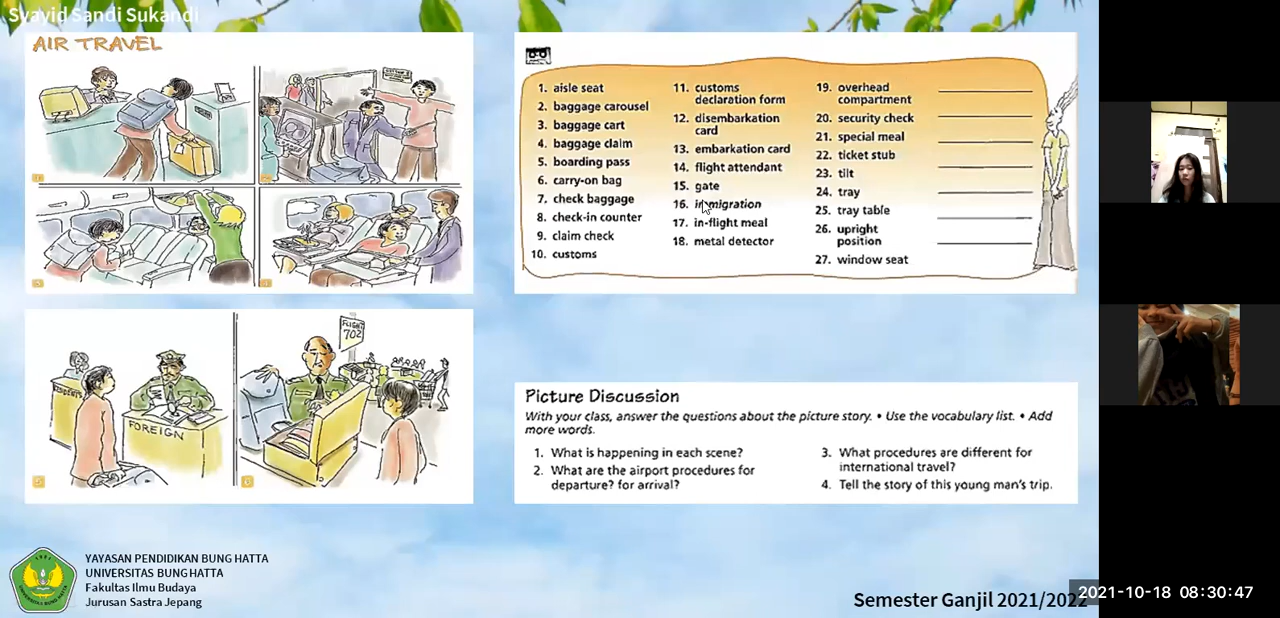 Syayid Sandi Sukandi
AIR TRAVEL
FLIGHT
702
FOREIGN
1. aisle seat
2. baggage carousel
3. baggage cart
4. baggage claim
5. boarding pass
6. carry-on bag
7. check baggage
8. check-in counter
9. claim check
10. customs
11. customs
declaration form
12. disembarkation
card
13. embarkation card
14. flight attendant
15. gate
16. immigration
17. in-flight meal
18. metal detector
19. overhead
compartment
20. security check
21. special meal
22. ticket stub
23. tilt
24. tray
25. tray table
26. upright
position
27. window seat
Picture Discussion
With your class, answer the questions about the picture story. • Use the vocabulary list. • Add
more words.
1. What is happening in each scene?
2. What are the airport procedures for
departure? for arrival?
3. What procedures are different for
international travel?
4. Tell the story of this young man's trip.
YAYASAN PENDIDIKAN BUNG HATTA
UNIVERSITAS BUNG HATTA
Fakultas Ilmu Budaya
Jurusan Sastra Jepang
Semester Ganjil 2021/2022
2021-10-18 08:30:47